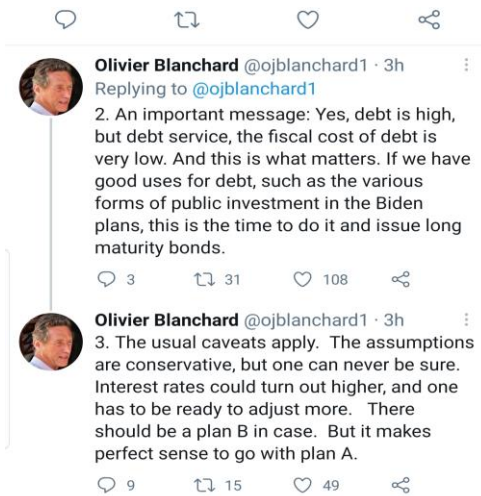 Olivier Blanchard @ojblanchard1 · 3h
Replying to @ojblanchard1
2. An important message: Yes, debt is high,
but debt service, the fiscal cost of debt is
very low. And this is what matters. If we have
good uses for debt, such as the various
forms of public investment in the Biden
plans, this is the time to do it and issue long
maturity bonds.
3 31 108
Olivier Blanchard @ojblanchard1 · 3h
3. The usual caveats apply.  The assumptions
are conservative, but one can never be sure.
Interest rates could turn out higher, and one
has to be ready to adjust more.   There
should be a plan B in case.  But it makes
perfect sense to go with plan A.
9 15 49